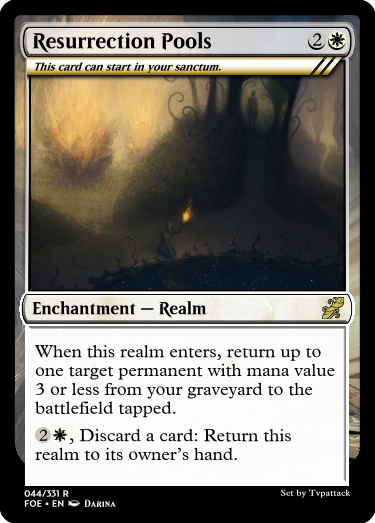 Resurrection Pools 2
This card can start in your sanctum.
Enchantment — Realm
When this realm enters, return up to
one target permanent with mana value
3 or less from your graveyard to the
battlefield tapped.
2, Discard a card: Return this
realm to its owner's hand.
044/331 R
FOE • EN Darina
Set by Tvpattack